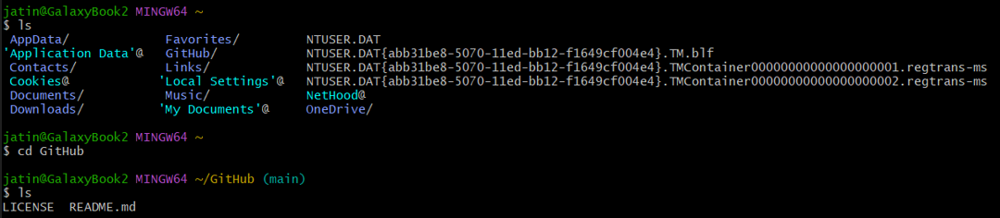 jatin@GalaxyBook2 MINGW64 ~
$ ls
AppData/ Favorites/ NTUSER.DAT
'Application Data'@ GitHub/ NTUSER.DAT{abb31be8-5070-11ed-bb12-f1649cf004e4}.TM.blf
Contacts/ Links/ NTUSER.DAT{abb31be8-5070-11ed-bb12-f1649cf004e4}.TMContainer00000000000000000001.regtrans-ms
Cookies@ 'Local Settings'@ NTUSER.DAT{abb31be8-5070-11ed-bb12-f1649cf004e4}.TMContainer00000000000000000002.regtrans-ms
Documents/ Music/ NetHood@
Downloads/ 'My Documents'@ OneDrive/
jatin@GalaxyBook2 MINGW64 ~
$ cd GitHub
jatin@GalaxyBook2 MINGW64 ~/GitHub (main)
$ ls
LICENSE README.md